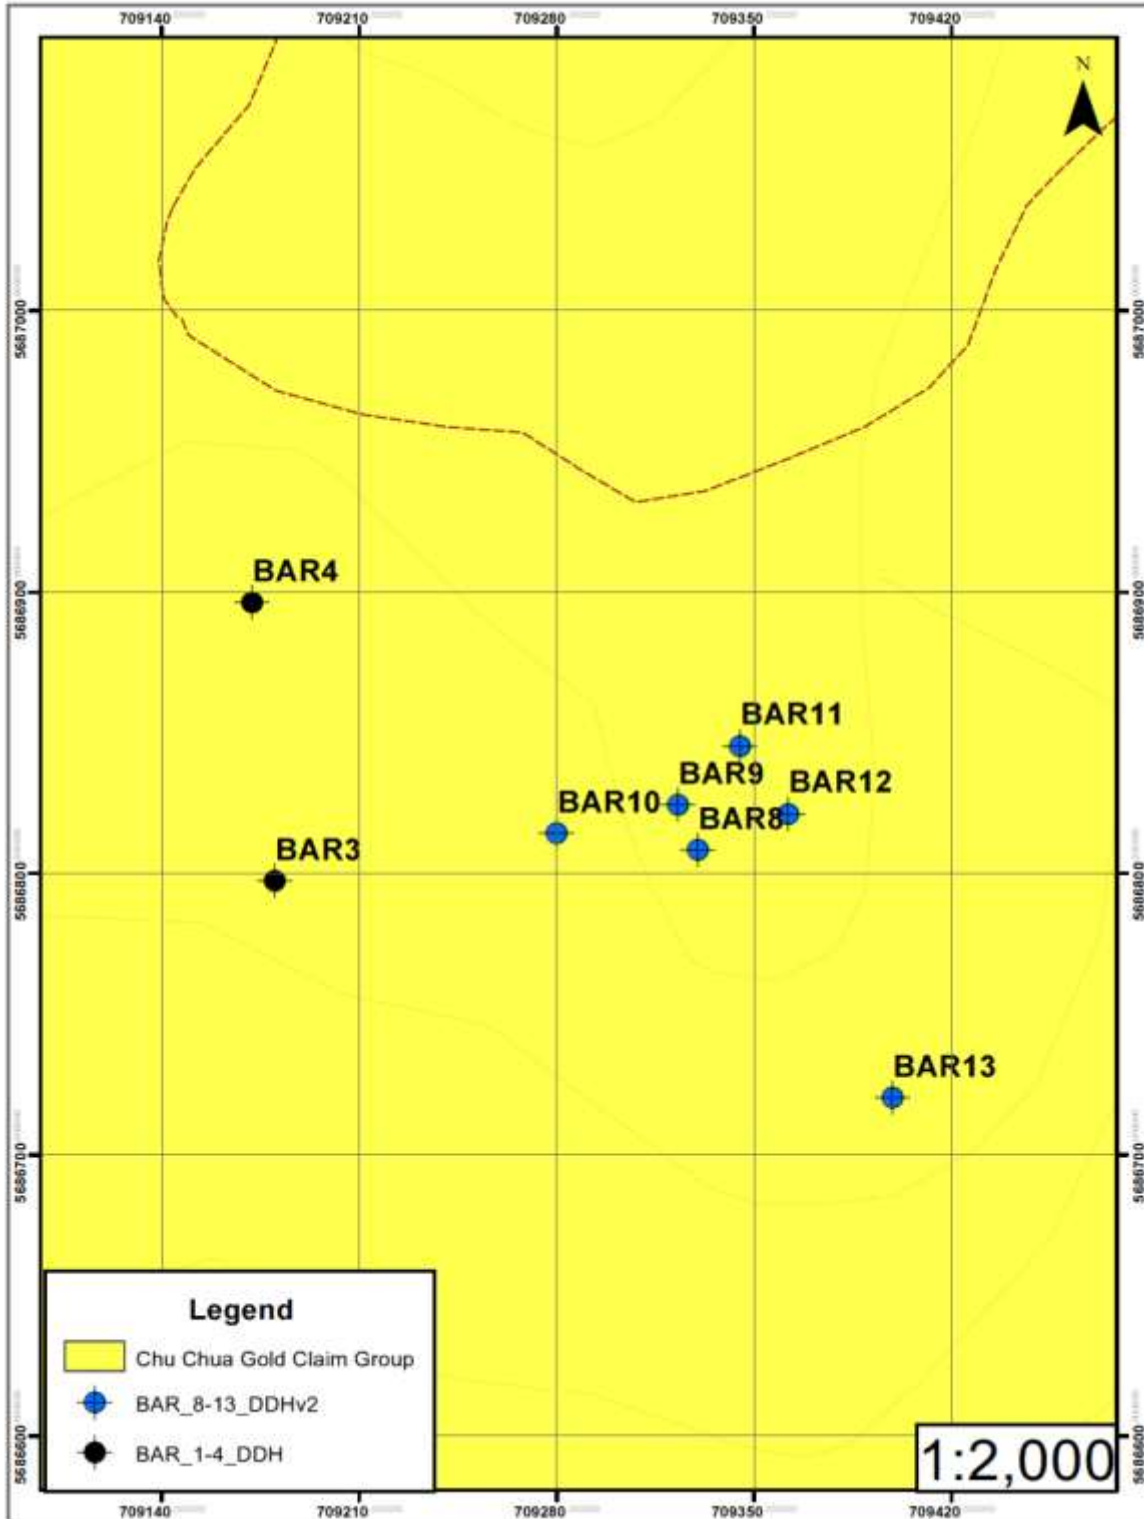 709140 709210 709280 709350 709420
N
5687000 5687000
BAR4
5686900 5686900
BAR11
BAR9
BAR12
BAR10
BAR8
BAR3
5686800 5686800
BAR13
5686700 5686700
Legend
Chu Chua Gold Claim Group
BAR_8-13_DDHv2
BAR_1-4_DDH
5686600 5686600
1:2,000
709140 709210 709280 709350 709420